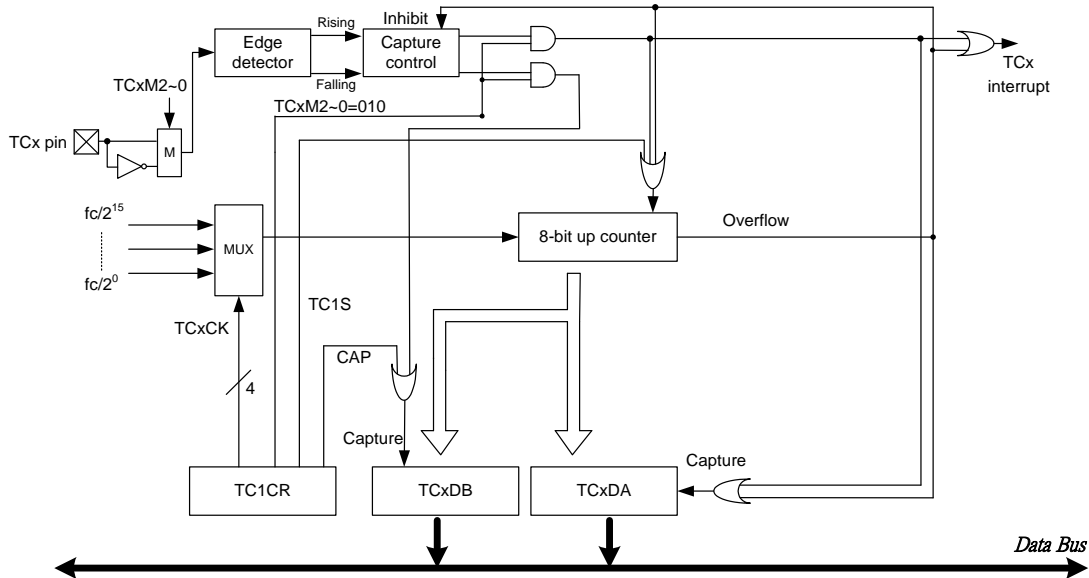 Inhibit
Rising
Edge
detector
Capture
control
Falling
TCx
interrupt
TCxM2~0
TCxM2~0=010
TCx pin
M
fc/2^15
MUX
8-bit up counter
Overflow
fc/2^0
TC1S
TCxCK
CAP
4
Capture
Capture
TC1CR
TCxDB
TCxDA
Data Bus